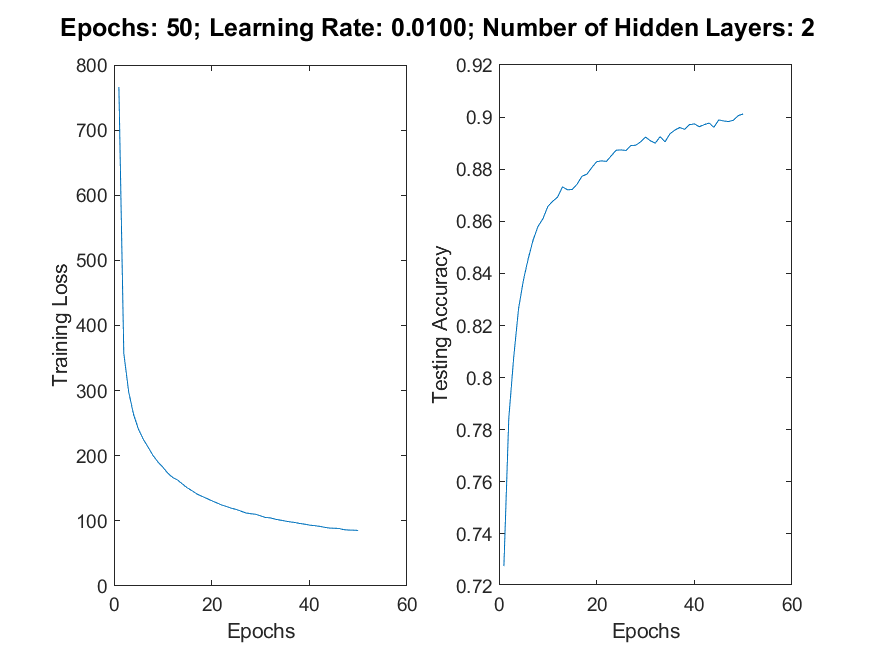 Epochs: 50; Learning Rate: 0.0100; Number of Hidden Layers: 2
800
700
600
500
400
300
200
100
0
0 20 40 60
Training Loss
Epochs
0.92
0.9
0.88
0.86
0.84
0.82
0.8
0.78
0.76
0.74
0.72
0 20 40 60
Testing Accuracy
Epochs